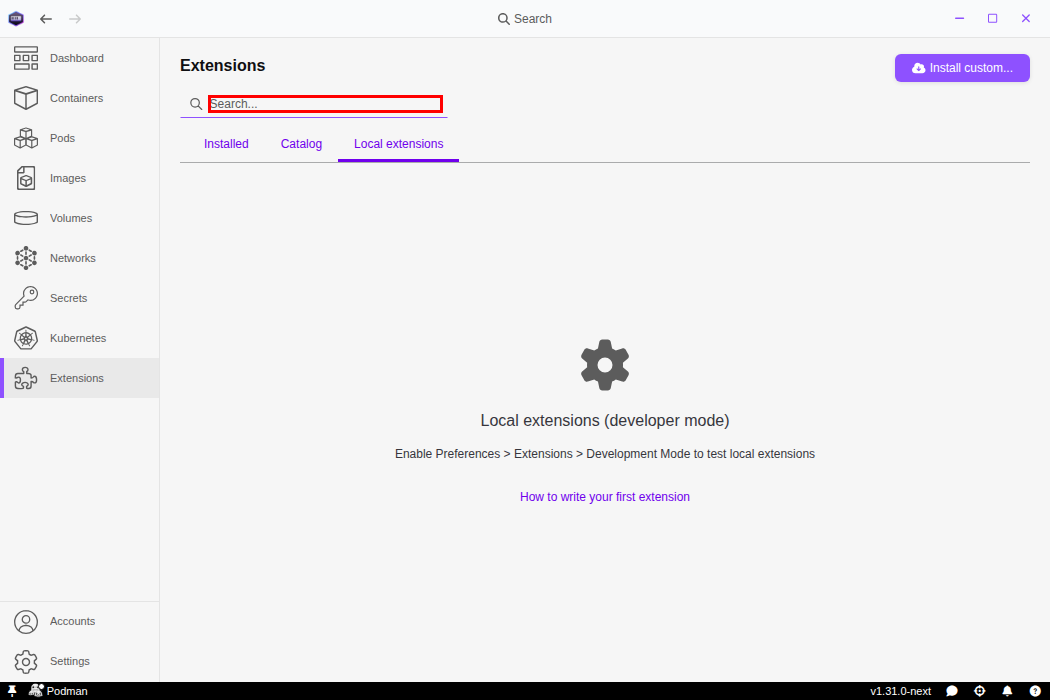 Search
Dashboard
Containers
Pods
Images
Volumes
Networks
Secrets
Kubernetes
Extensions
Accounts
Settings
Extensions
Install custom...
Search...
Installed
Catalog
Local extensions
Local extensions (developer mode)
Enable Preferences > Extensions > Development Mode to test local extensions
How to write your first extension
Podman
v1.31.0-next